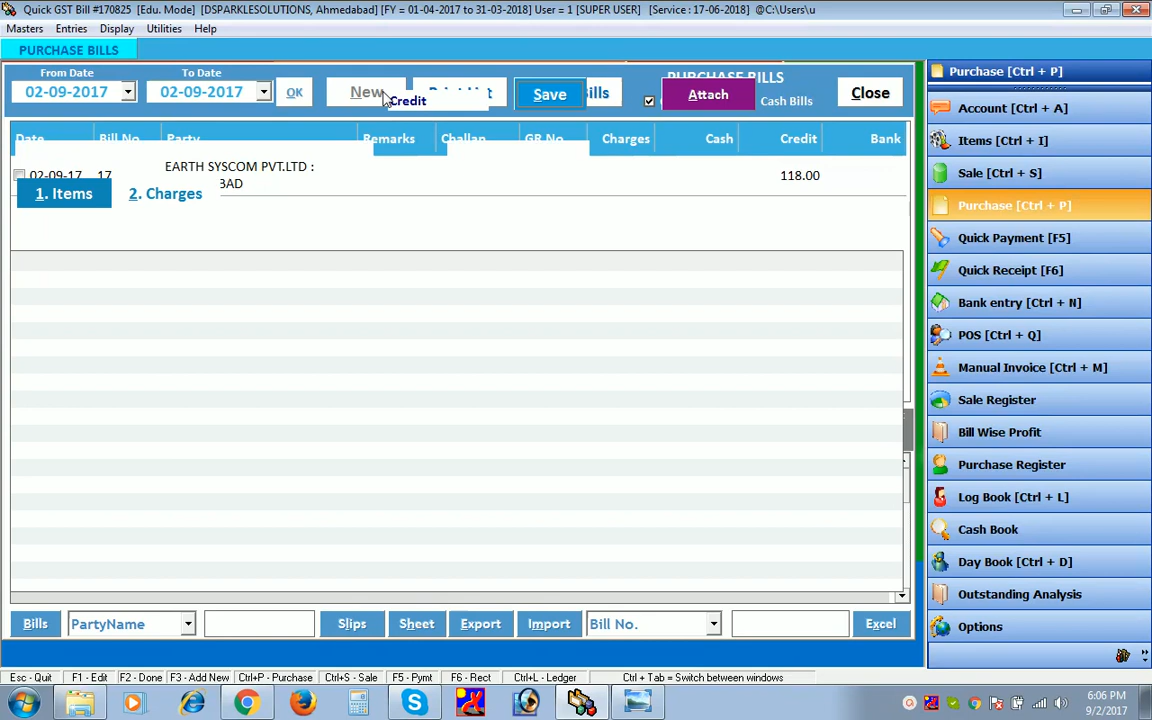 Quick GST Bill #170825 [Edu. Mode] [DSPARKLESOLUTIONS, Ahmedabad] [FY = 01-04-2017 to 31-03-2018] User = 1 [SUPER USER] [Service : 17-06-2018] @C:\Users\u
Masters Entries Display Utilities Help
PURCHASE BILLS
From Date To Date PURCHASE BILLS
02-09-2017 02-09-2017 OK New Credit Save Bills Attach Cash Bills Close
Date Bill No. Party Remarks Challan GR No. Charges Cash Credit Bank
EARTH SYSCOM PVT.LTD :
02-09-17 17 118.00
BAD
1. Items 2. Charges
Bills PartyName Slips Sheet Export Import Bill No. Excel
Purchase [Ctrl + P]
Account [Ctrl + A]
Items [Ctrl + I]
Sale [Ctrl + S]
Purchase [Ctrl + P]
Quick Payment [F5]
Quick Receipt [F6]
Bank entry [Ctrl + N]
POS [Ctrl + Q]
Manual Invoice [Ctrl + M]
Sale Register
Bill Wise Profit
Purchase Register
Log Book [Ctrl + L]
Cash Book
Day Book [Ctrl + D]
Outstanding Analysis
Options
Esc - Quit F1 - Edit F2 - Done F3 - Add New Ctrl+P - Purchase Ctrl+S - Sale F5 - Pymt F6 - Rect Ctrl+L - Ledger Ctrl + Tab = Switch between windows
6:06 PM
9/2/2017